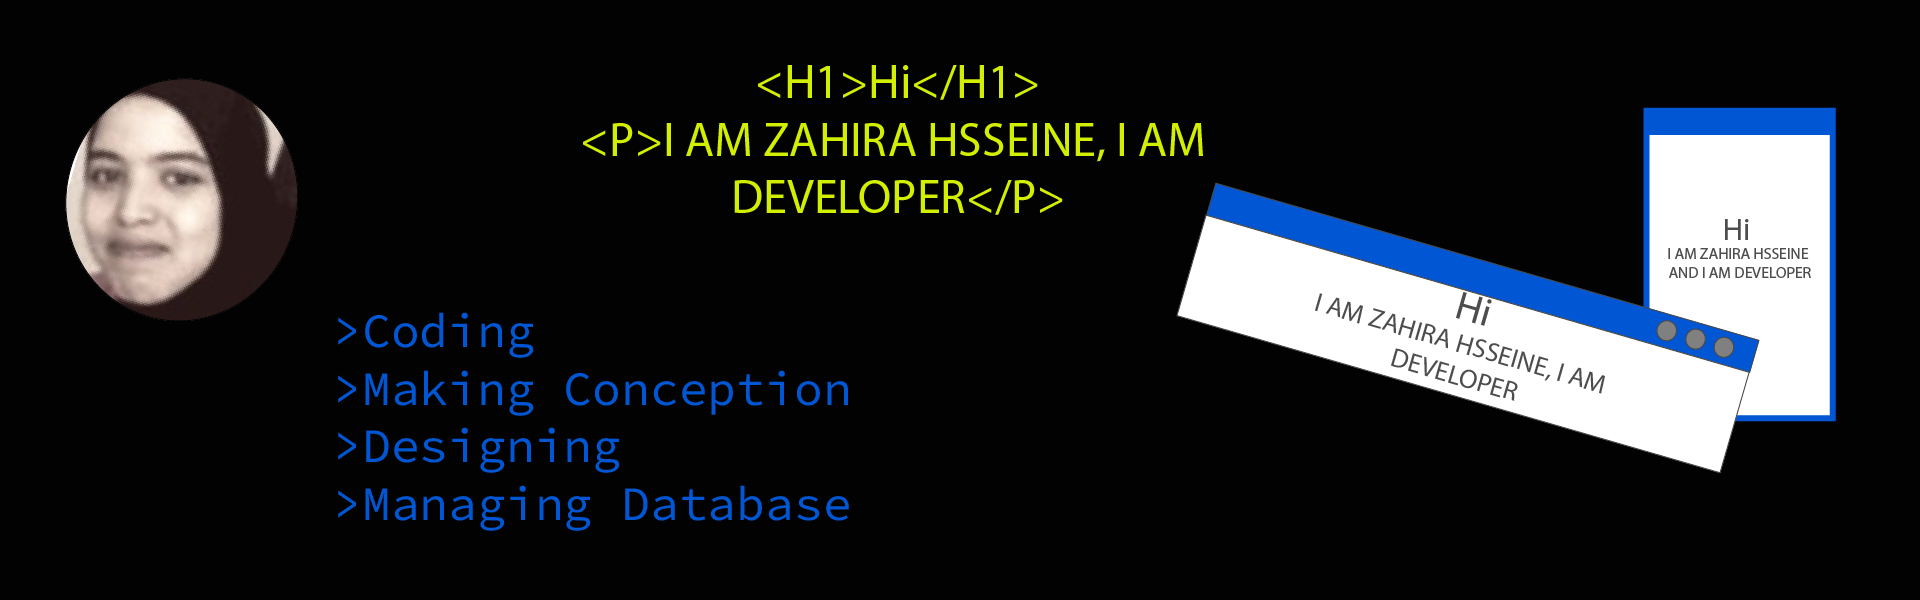 <H1>Hi</H1>
<P>I AM ZAHIRA HSSEINE, I AM
DEVELOPER</P>
>Coding
>Making Conception
>Designing
>Managing Database
Hi
I AM ZAHIRA HSSEINE, I AM
DEVELOPER
Hi
I AM ZAHIRA HSSEINE
AND I AM DEVELOPER